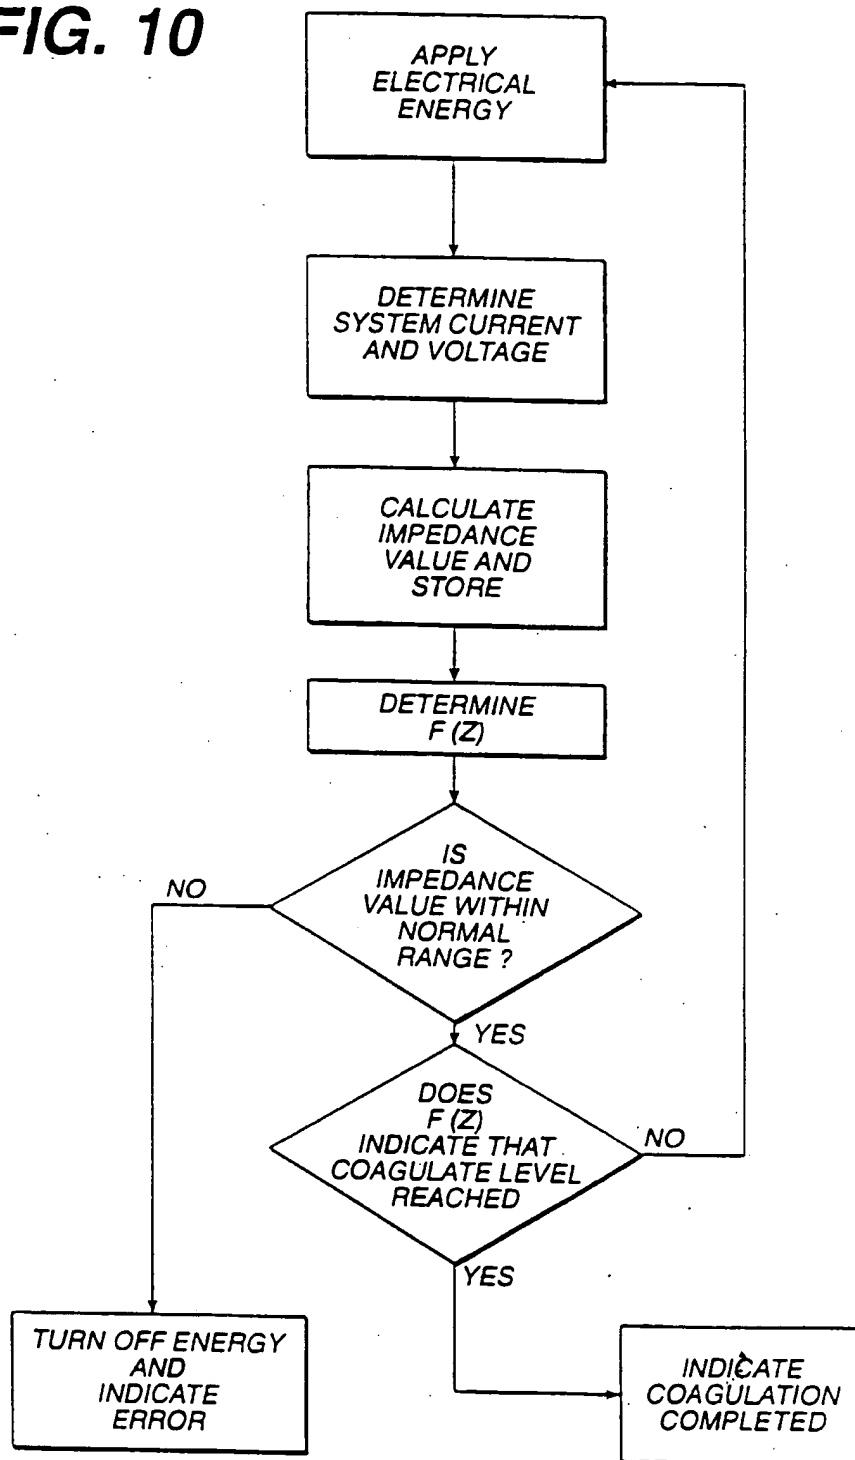 FIG. 10
APPLY
ELECTRICAL
ENERGY
DETERMINE
SYSTEM CURRENT
AND VOLTAGE
CALCULATE
IMPEDANCE
VALUE AND
STORE
DETERMINE
F (Z)
IS
IMPEDANCE
VALUE WITHIN
NORMAL
RANGE ?
NO
YES
DOES
F (Z)
INDICATE THAT
COAGULATE LEVEL
REACHED
NO
YES
TURN OFF ENERGY
AND
INDICATE
ERROR
INDICATE
COAGULATION
COMPLETED